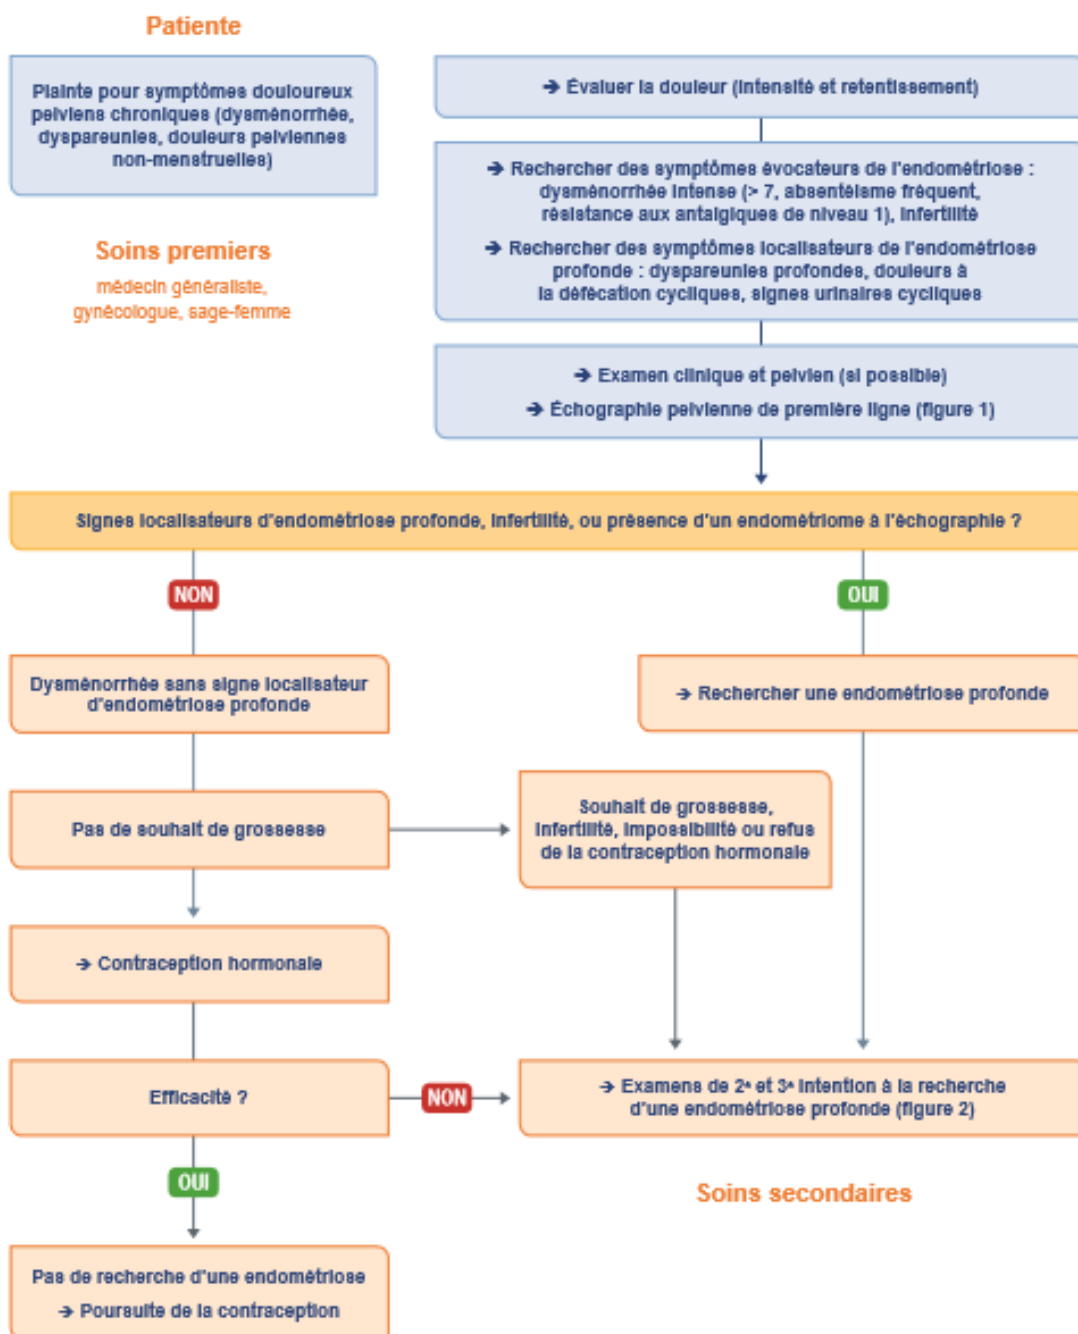 Patiente
Plainte pour symptômes douloureux
pelviens chroniques (dysménorrhée,
dyspareunies, douleurs pelviennes
non-menstruelles)
Soins premiers
médecin généraliste,
gynécologue, sage-femme
➔ Évaluer la douleur (intensité et retentissement)
➔ Rechercher des symptômes évocateurs de l'endométriose :
dysménorrhée intense (> 7, absentéisme fréquent,
résistance aux antalgiques de niveau 1), infertilité
➔ Rechercher des symptômes localisateurs de l'endométriose
profonde : dyspareunies profondes, douleurs à
la défécation cycliques, signes urinaires cycliques
➔ Examen clinique et pelvien (si possible)
➔ Échographie pelvienne de première ligne (figure 1)
Signes localisateurs d'endométriose profonde, infertilité, ou présence d'un endométriome à l'échographie ?
NON
OUI
Dysménorrhée sans signe localisateur
d'endométriose profonde
➔ Rechercher une endométriose profonde
Pas de souhait de grossesse
Souhait de grossesse,
infertilité, impossibilité ou refus
de la contraception hormonale
➔ Contraception hormonale
Efficacité ?
NON
➔ Examens de 2e et 3e intention à la recherche
d'une endométriose profonde (figure 2)
OUI
Soins secondaires
Pas de recherche d'une endométriose
➔ Poursuite de la contraception